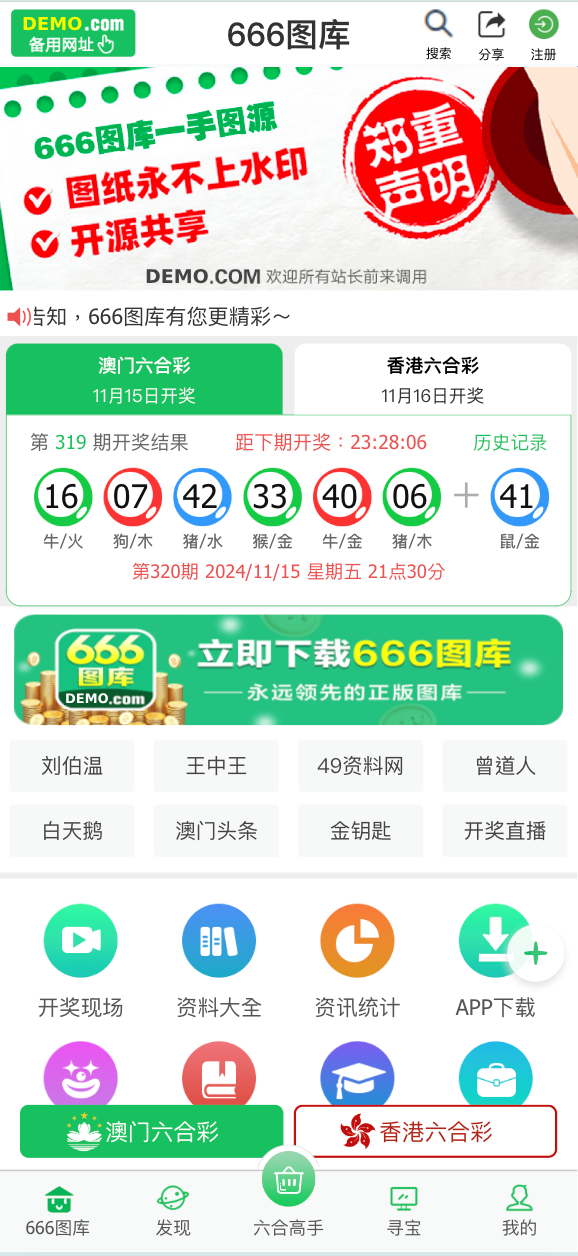 DEMO.com
备用网址
666图库
搜索
分享
注册
666图库一手图源
图纸永不上水印
开源共享
郑重
声明
DEMO.COM 欢迎所有站长前来调用
告知，666图库有您更精彩～
澳门六合彩
11月15日开奖
香港六合彩
11月16日开奖
第 319 期开奖结果
距下期开奖：23:28:06
历史记录
16 07 42 33 40 06 + 41
牛/火 狗/木 猪/水 猴/金 牛/金 猪/木 鼠/金
第320期 2024/11/15 星期五 21点30分
666
图库
DEMO.com
立即下载666图库
永远领先的正版图库
刘伯温 王中王 49资料网 曾道人
白天鹅 澳门头条 金钥匙 开奖直播
开奖现场 资料大全 资讯统计 APP下载
澳门六合彩 香港六合彩
666图库 发现 六合高手 寻宝 我的